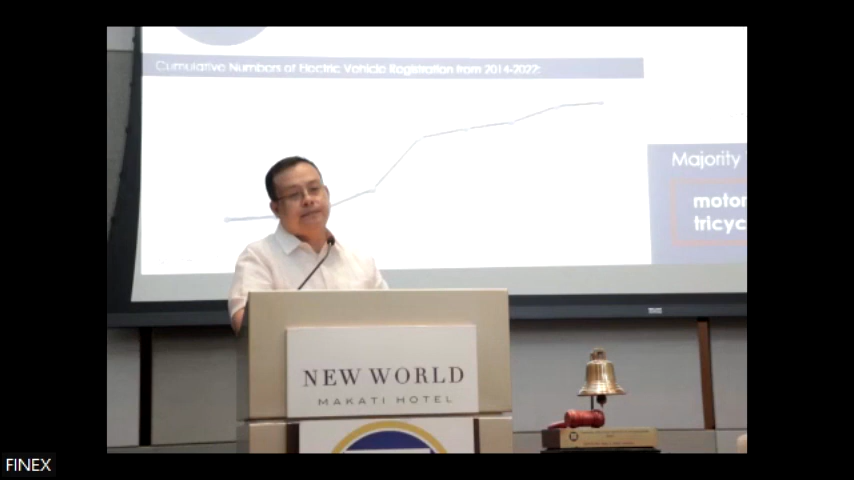 Cumulative Numbers of Electric Vehicle Registration from 2014-2022:
Majority
motor
tricyc
NEW WORLD
MAKATI HOTEL
FINEX